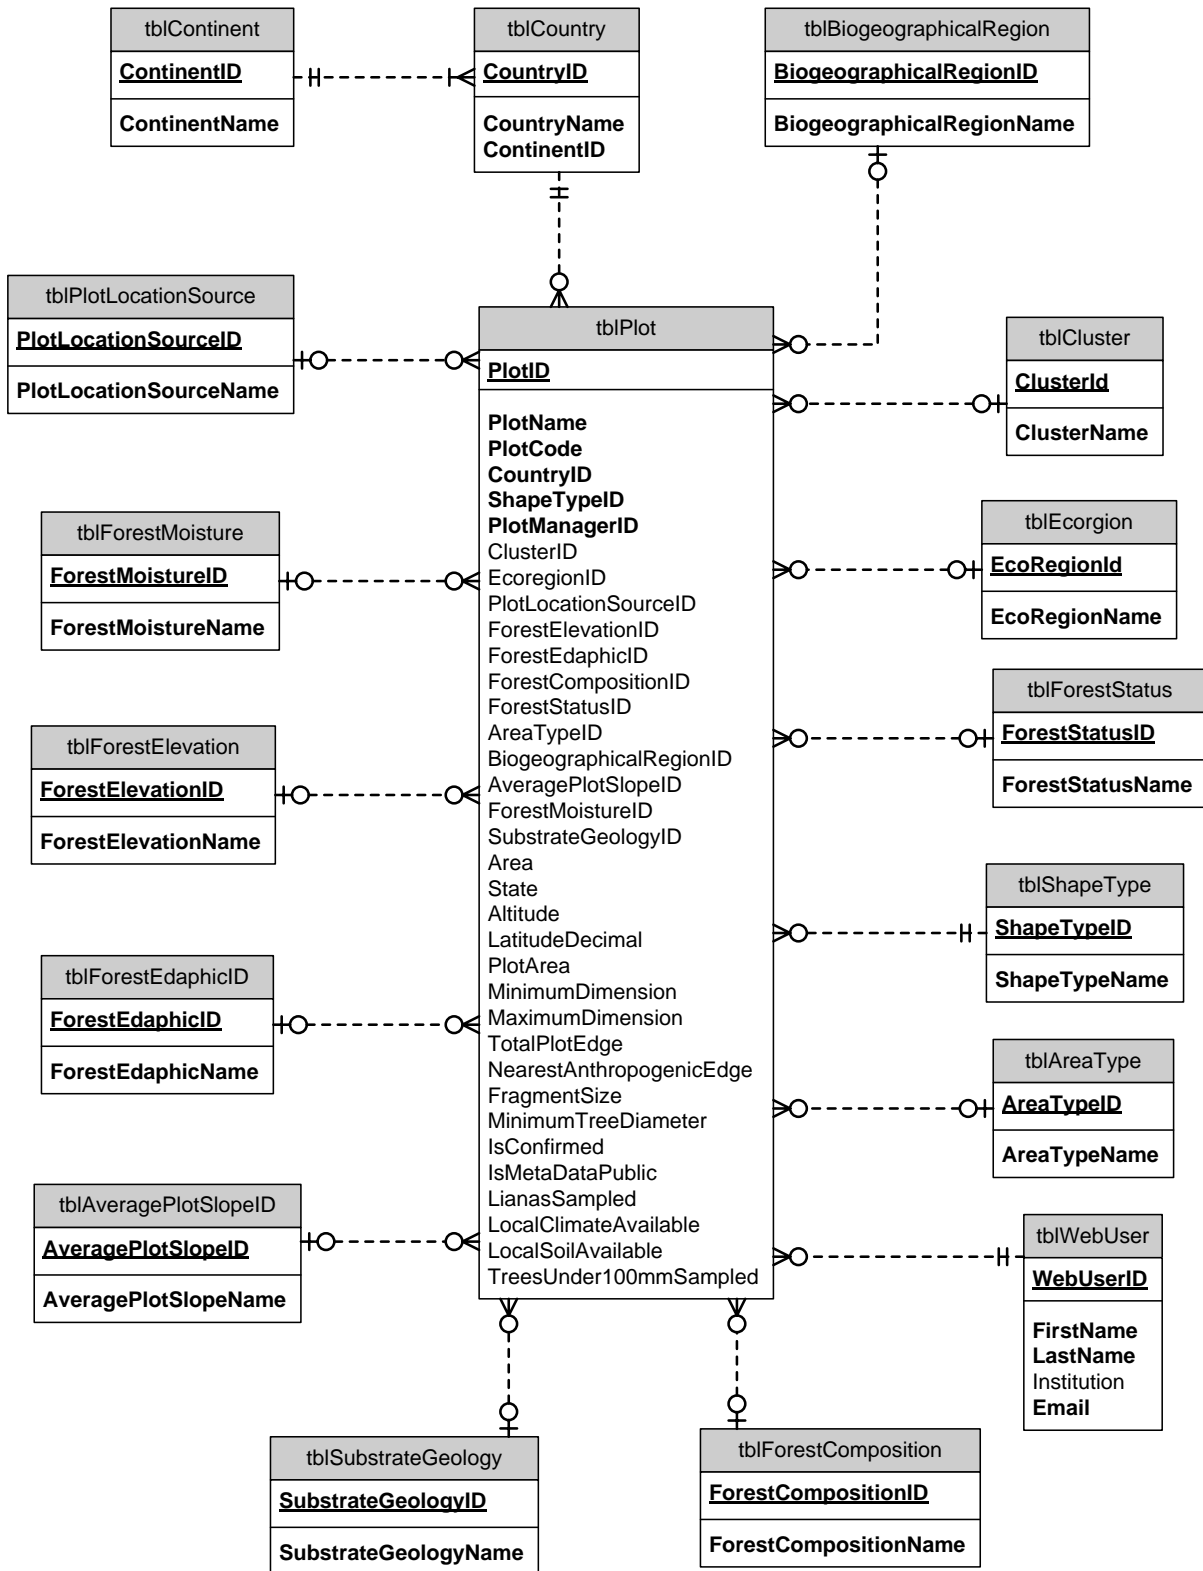 tblContinent
ContinentID
ContinentName
tblCountry
CountryID
CountryName
ContinentID
tblBiogeographicalRegion
BiogeographicalRegionID
BiogeographicalRegionName
tblPlotLocationSource
PlotLocationSourceID
PlotLocationSourceName
tblForestMoisture
ForestMoistureID
ForestMoistureName
tblForestElevation
ForestElevationID
ForestElevationName
tblForestEdaphicID
ForestEdaphicID
ForestEdaphicName
tblAveragePlotSlopeID
AveragePlotSlopeID
AveragePlotSlopeName
tblPlot
PlotID
PlotName
PlotCode
CountryID
ShapeTypeID
PlotManagerID
ClusterID
EcoregionID
PlotLocationSourceID
ForestElevationID
ForestEdaphicID
ForestCompositionID
ForestStatusID
AreaTypeID
BiogeographicalRegionID
AveragePlotSlopeID
ForestMoistureID
SubstrateGeologyID
Area
State
Altitude
LatitudeDecimal
PlotArea
MinimumDimension
MaximumDimension
TotalPlotEdge
NearestAnthropogenicEdge
FragmentSize
MinimumTreeDiameter
IsConfirmed
IsMetaDataPublic
LianasSampled
LocalClimateAvailable
LocalSoilAvailable
TreesUnder100mmSampled
tblCluster
ClusterId
ClusterName
tblEcorgion
EcoRegionId
EcoRegionName
tblForestStatus
ForestStatusID
ForestStatusName
tblShapeType
ShapeTypeID
ShapeTypeName
tblAreaType
AreaTypeID
AreaTypeName
tblWebUser
WebUserID
FirstName
LastName
Institution
Email
tblSubstrateGeology
SubstrateGeologyID
SubstrateGeologyName
tblForestComposition
ForestCompositionID
ForestCompositionName